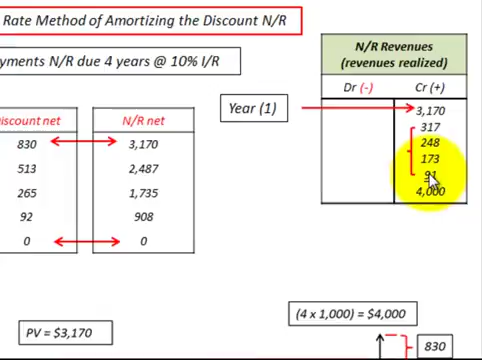 Rate Method of Amortizing the Discount N/R
yments N/R due 4 years @ 10% I/R
N/R Revenues
(revenues realized)
Dr (-) Cr (+)
Year (1)
3,170
317
248
173
91
4,000
iscount net N/R net
830 3,170
513 2,487
265 1,735
92 908
0 0
(4 x 1,000) = $4,000
PV = $3,170
830